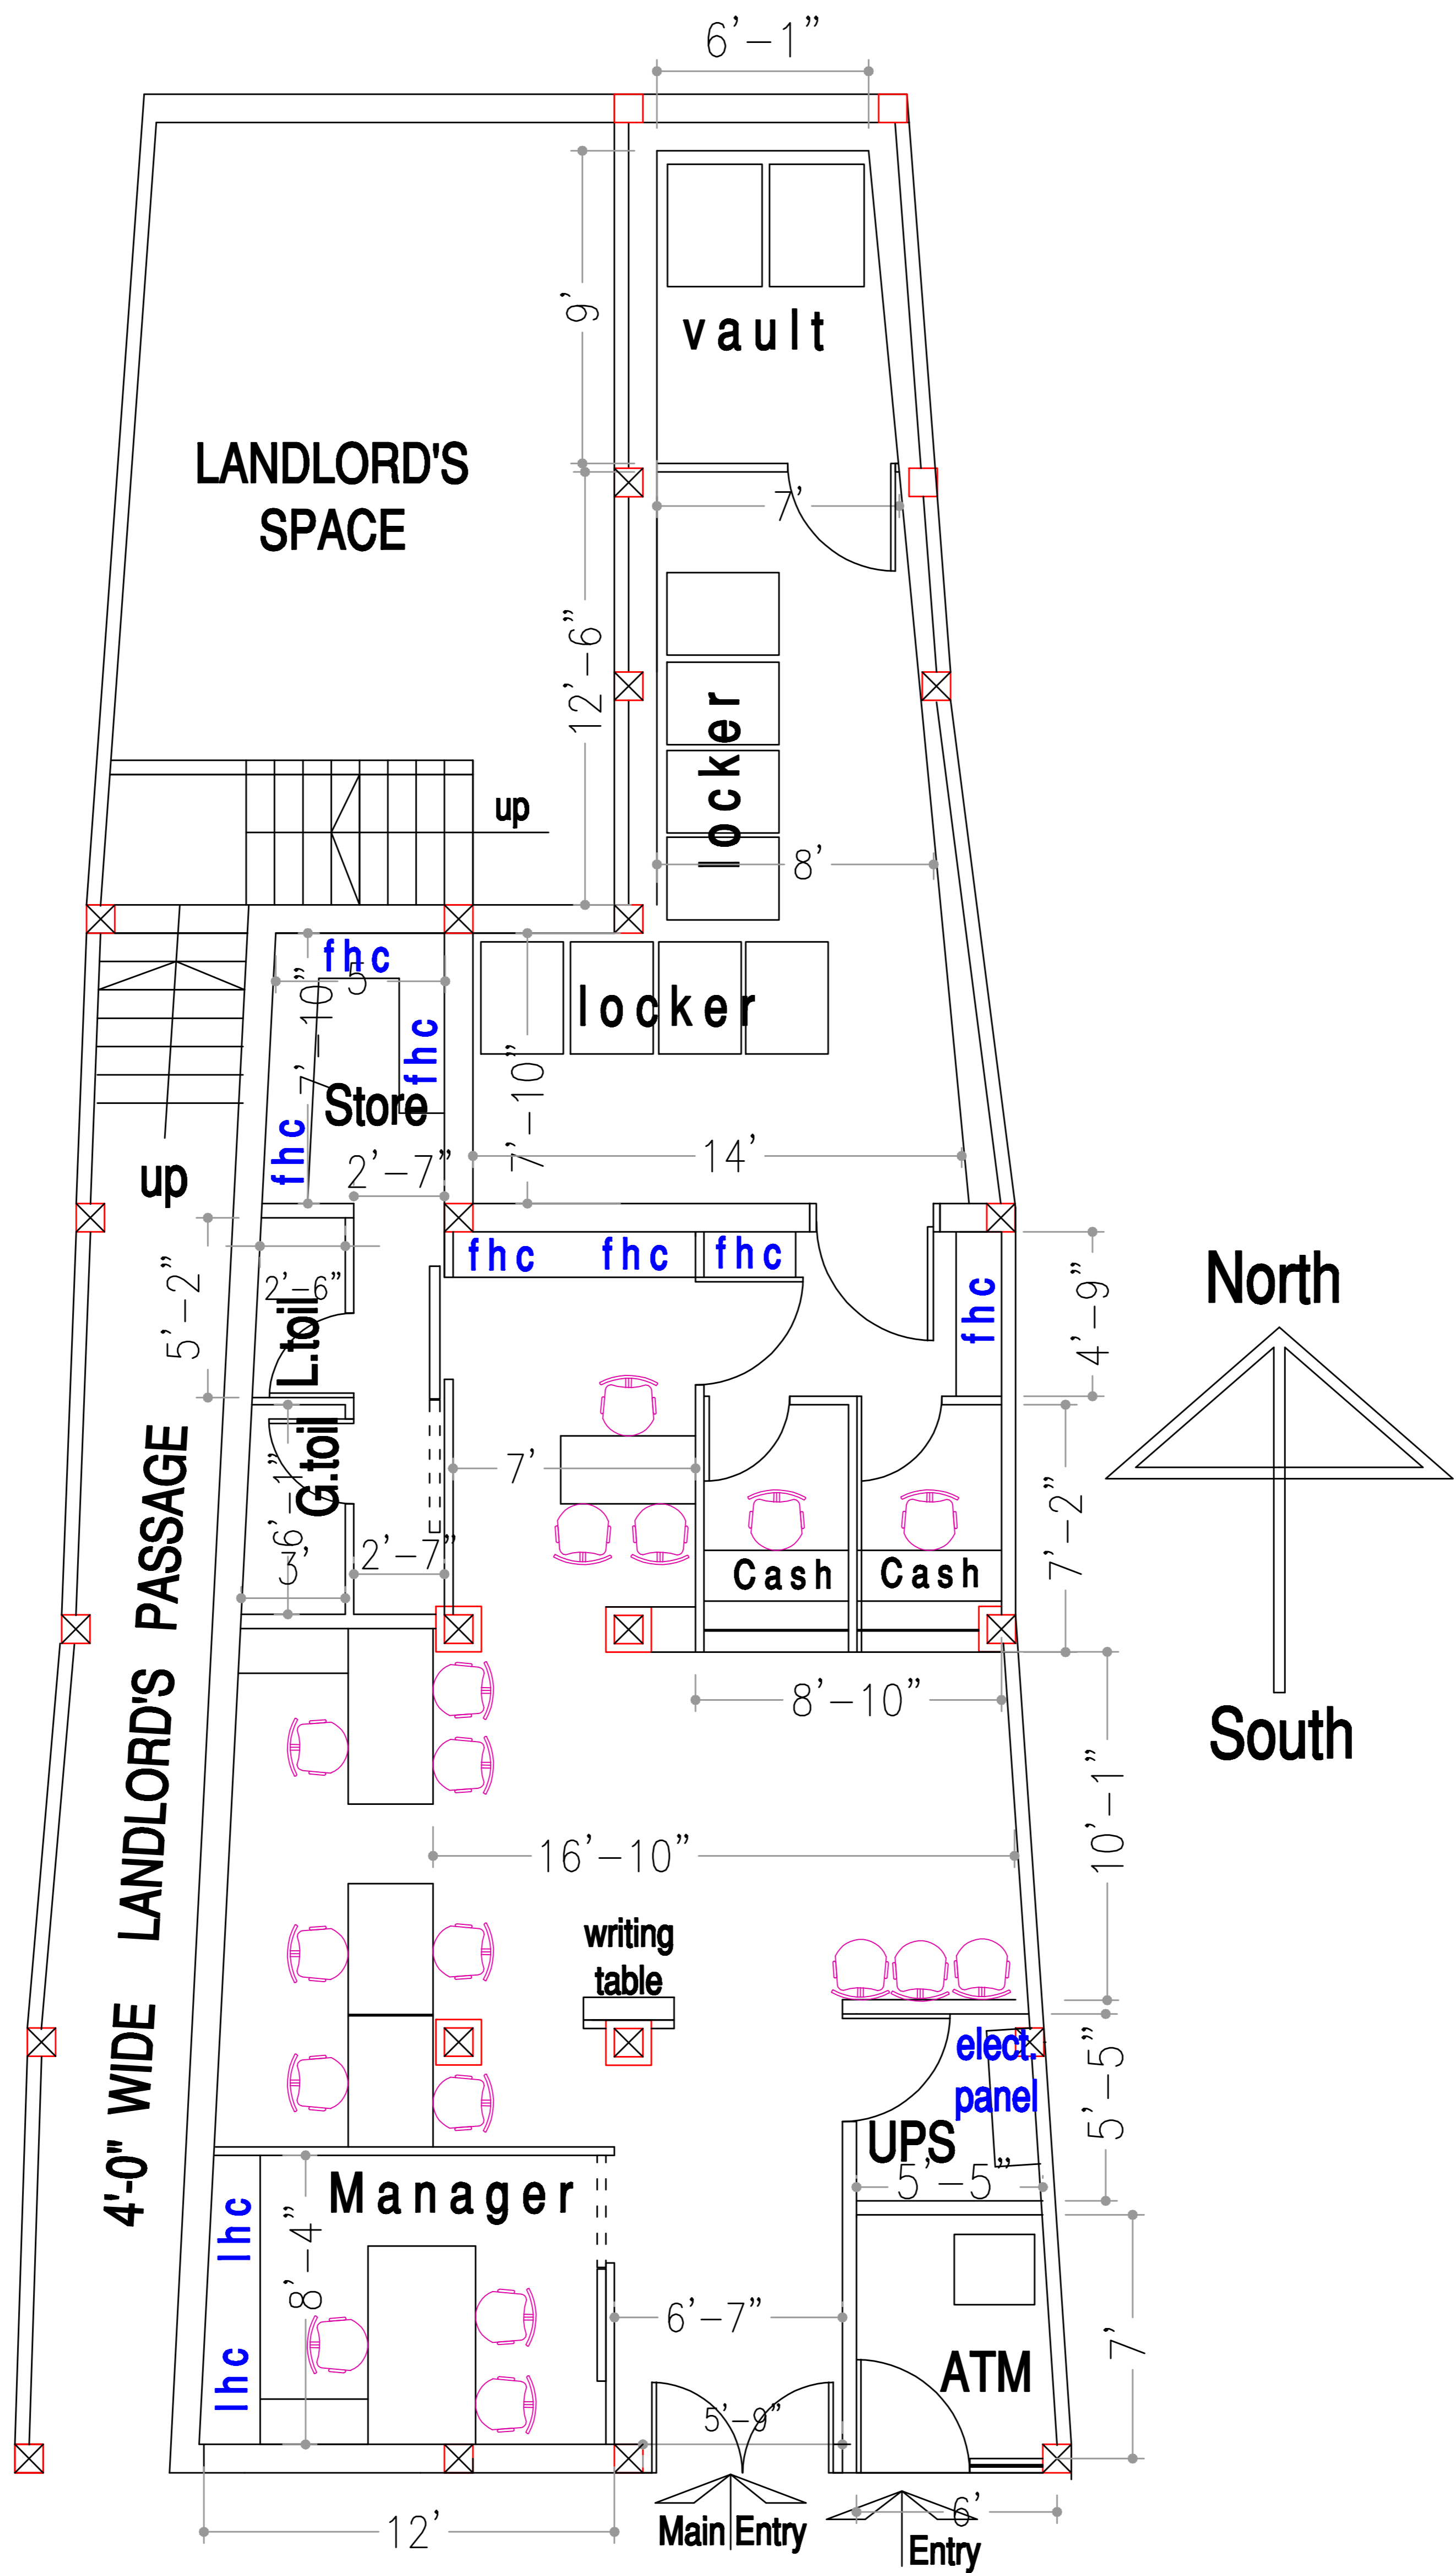 6'-1"
9'
vault
LANDLORD'S
SPACE
7'
12'-6"
locker
up
8'
fhc
5
7'-10"
fhc
locker
Store
fhc
7'-10"
14'
2'-7"
up
5'-2"
fhc fhc fhc
fhc
4'-9"
North
2'-6"
L.toil
G.toil
6'-1"
3'
2'-7"
7'
Cash
Cash
7'-2"
8'-10"
South
4'-0" WIDE LANDLORD'S PASSAGE
10'-1"
16'-10"
writing
table
elect.
panel
UPS
5'-5"
5'-5"
Manager
lhc
8'-4"
lhc
6'-7"
ATM
7'
5'-9"
12'
Main Entry
6'
Entry